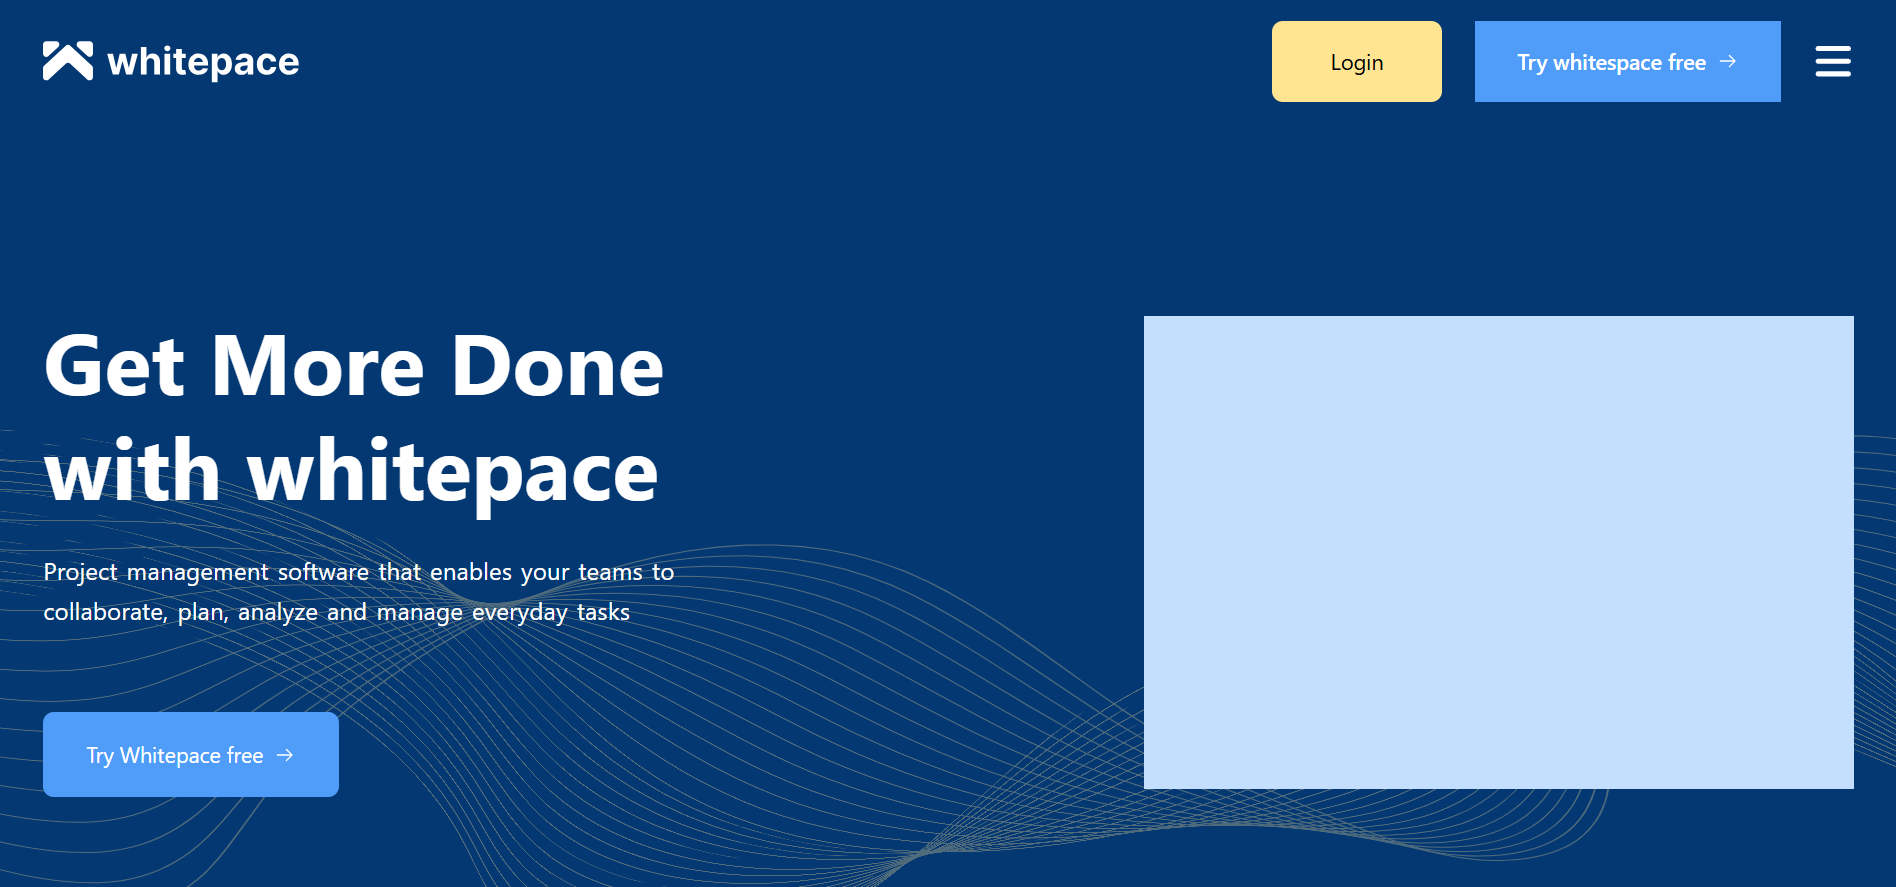 whitepace
Login
Try whitespace free →
Get More Done
with whitepace
Project management software that enables your teams to
collaborate, plan, analyze and manage everyday tasks
Try Whitepace free →